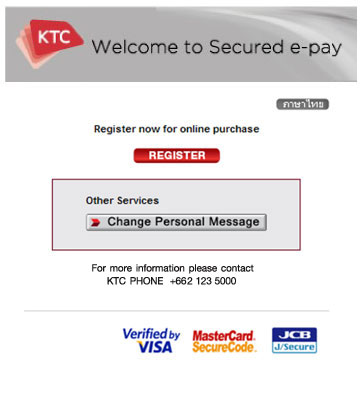 KTC
Welcome to Secured e-pay
ภาษาไทย
Register now for online purchase
REGISTER
Other Services
Change Personal Message
For more information please contact
KTC PHONE +662 123 5000
Verified by
VISA
MasterCard.
SecureCode.
JCB
J/Secure